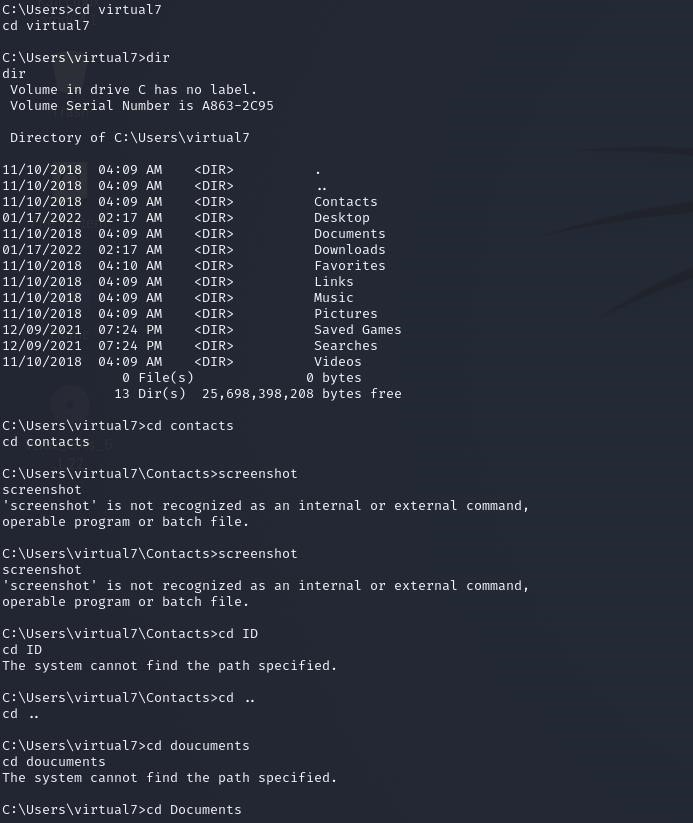 C:\Users>cd virtual7
cd virtual7
C:\Users\virtual7>dir
dir
 Volume in drive C has no label.
 Volume Serial Number is A863-2C95
 Directory of C:\Users\virtual7
11/10/2018  04:09 AM    <DIR>          .
11/10/2018  04:09 AM    <DIR>          ..
11/10/2018  04:09 AM    <DIR>          Contacts
01/17/2022  02:17 AM    <DIR>          Desktop
11/10/2018  04:09 AM    <DIR>          Documents
01/17/2022  02:17 AM    <DIR>          Downloads
11/10/2018  04:10 AM    <DIR>          Favorites
11/10/2018  04:09 AM    <DIR>          Links
11/10/2018  04:09 AM    <DIR>          Music
11/10/2018  04:09 AM    <DIR>          Pictures
12/09/2021  07:24 PM    <DIR>          Saved Games
12/09/2021  07:24 PM    <DIR>          Searches
11/10/2018  04:09 AM    <DIR>          Videos
               0 File(s)              0 bytes
              13 Dir(s)  25,698,398,208 bytes free
C:\Users\virtual7>cd contacts
cd contacts
C:\Users\virtual7\Contacts>screenshot
screenshot
'screenshot' is not recognized as an internal or external command,
operable program or batch file.
C:\Users\virtual7\Contacts>screenshot
screenshot
'screenshot' is not recognized as an internal or external command,
operable program or batch file.
C:\Users\virtual7\Contacts>cd ID
cd ID
The system cannot find the path specified.
C:\Users\virtual7\Contacts>cd ..
cd ..
C:\Users\virtual7>cd doucuments
cd doucuments
The system cannot find the path specified.
C:\Users\virtual7>cd Documents